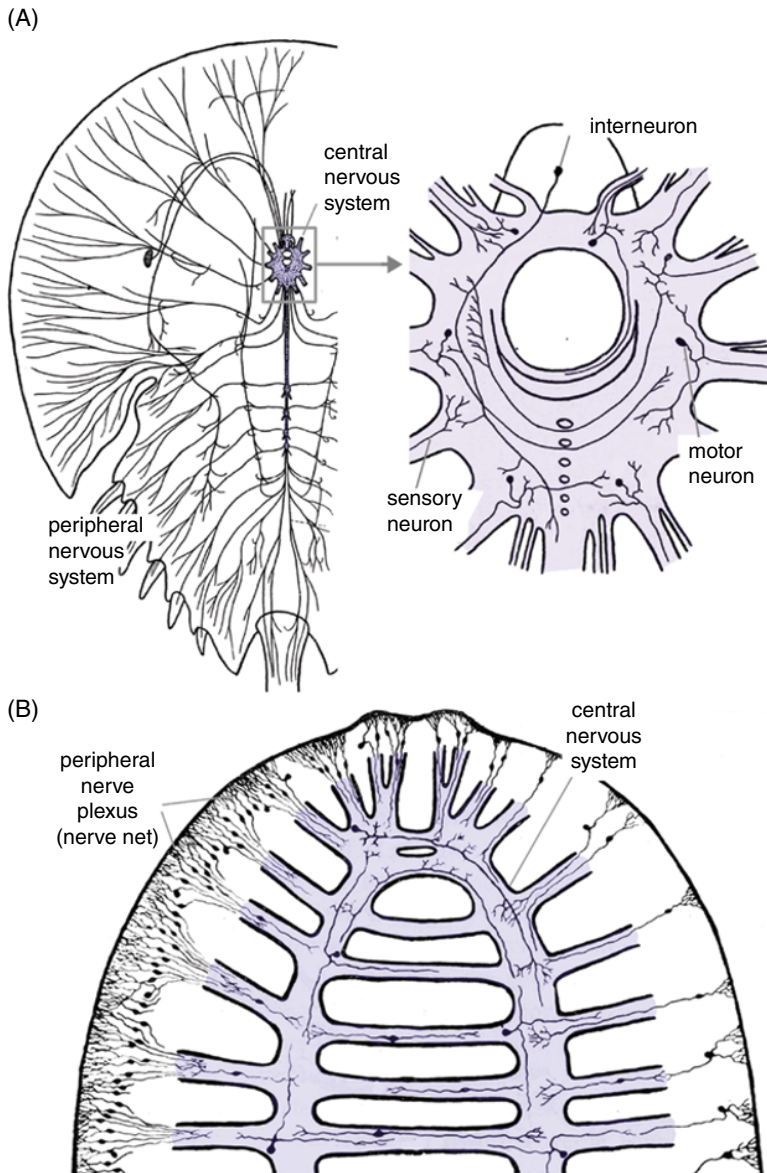 (A)
central
nervous
system
interneuron
motor
neuron
sensory
neuron
peripheral
nervous
system
(B)
central
nervous
system
peripheral
nerve
plexus
(nerve net)